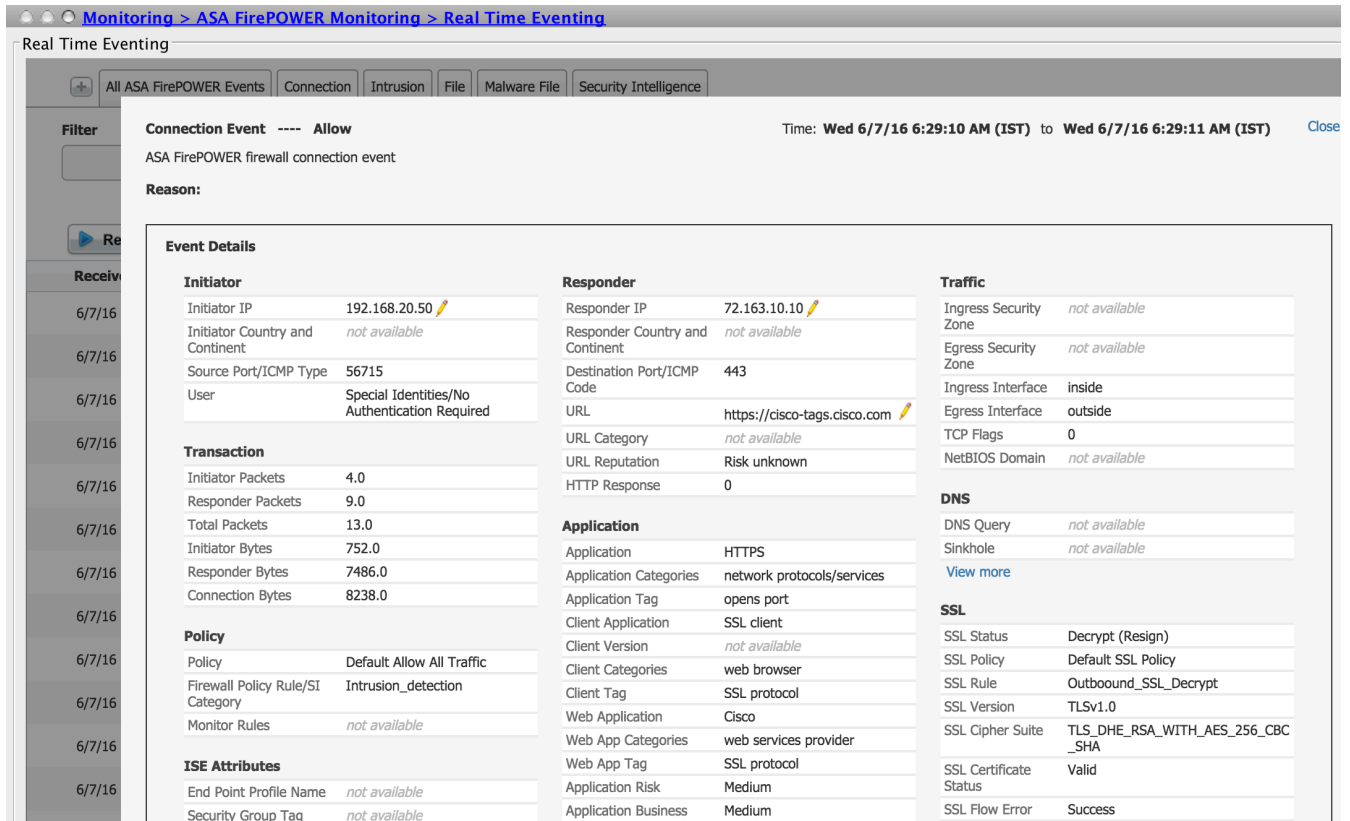 Monitoring > ASA FirePOWER Monitoring > Real Time Eventing
Real Time Eventing
All ASA FirePOWER Events
Connection
Intrusion
File
Malware File
Security Intelligence
Filter
Re
Receiv
6/7/16
6/7/16
6/7/16
6/7/16
6/7/16
6/7/16
6/7/16
6/7/16
6/7/16
6/7/16
6/7/16
6/7/16
Connection Event ---- Allow
Time: Wed 6/7/16 6:29:10 AM (IST) to Wed 6/7/16 6:29:11 AM (IST)
Close
ASA FirePOWER firewall connection event
Reason:
Event Details
Initiator
Initiator IP 192.168.20.50
Initiator Country and
Continent
not available
Source Port/ICMP Type 56715
User
Special Identities/No
Authentication Required
Transaction
Initiator Packets 4.0
Responder Packets 9.0
Total Packets 13.0
Initiator Bytes 752.0
Responder Bytes 7486.0
Connection Bytes 8238.0
Policy
Policy Default Allow All Traffic
Firewall Policy Rule/SI
Category
Intrusion_detection
Monitor Rules not available
ISE Attributes
End Point Profile Name not available
Security Group Tag not available
Responder
Responder IP 72.163.10.10
Responder Country and
Continent
not available
Destination Port/ICMP
Code
443
URL https://cisco-tags.cisco.com
URL Category not available
URL Reputation Risk unknown
HTTP Response 0
Application
Application HTTPS
Application Categories network protocols/services
Application Tag opens port
Client Application SSL client
Client Version not available
Client Categories web browser
Client Tag SSL protocol
Web Application Cisco
Web App Categories web services provider
Web App Tag SSL protocol
Application Risk Medium
Application Business Medium
Traffic
Ingress Security
Zone
not available
Egress Security
Zone
not available
Ingress Interface inside
Egress Interface outside
TCP Flags 0
NetBIOS Domain not available
DNS
DNS Query not available
Sinkhole not available
View more
SSL
SSL Status Decrypt (Resign)
SSL Policy Default SSL Policy
SSL Rule Outboound_SSL_Decrypt
SSL Version TLSv1.0
SSL Cipher Suite TLS_DHE_RSA_WITH_AES_256_CBC
_SHA
SSL Certificate
Status
Valid
SSL Flow Error Success